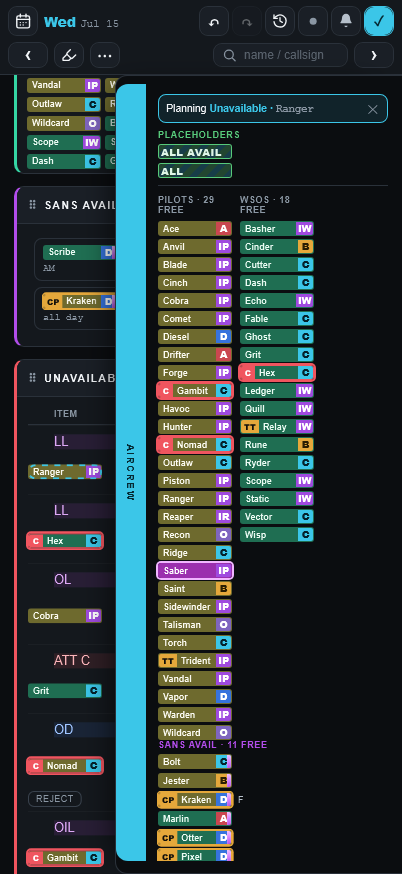 Wed Jul 15
name / callsign
Vandal IP
Outlaw C
Wildcard O
Scope IW
Dash C
SANS AVAIL
Scribe D
AM
CP Kraken D
all day
UNAVAILAB
ITEM
LL
Ranger IP
LL
C Hex C
OL
Cobra IP
ATT C
Grit C
OD
C Nomad C
REJECT
OIL
C Gambit C
AIRCREW
Planning Unavailable · Ranger
PLACEHOLDERS
ALL AVAIL
ALL
PILOTS · 29 FREE
Ace A
Anvil IP
Blade IP
Cinch IP
Cobra IP
Comet IP
Diesel D
Drifter A
Forge IP
C Gambit C
Havoc IP
Hunter IP
C Nomad C
Outlaw C
Piston IP
Ranger IP
Reaper IR
Recon O
Ridge C
Saber IP
Saint B
Sidewinder IP
Talisman O
Torch C
TT Trident IP
Vandal IP
Vapor D
Warden IP
Wildcard O
WSOS · 18 FREE
Basher IW
Cinder B
Cutter C
Dash C
Echo IW
Fable C
Ghost C
Grit C
C Hex C
Ledger IW
Quill IW
TT Relay IW
Rune B
Ryder C
Scope IW
Static IW
Vector C
Wisp C
SANS AVAIL · 11 FREE
Bolt C
Jester B
CP Kraken D F
Marlin A
CP Otter D
CP Pixel D